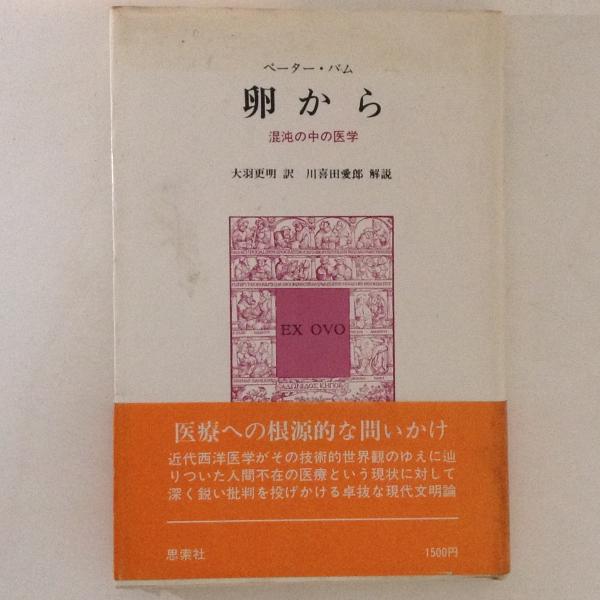 ペーター・バム
卵から
混沌の中の医学
大羽更明 訳 川喜田愛郎 解説
EX OVO
ΑΔΩΝΙΔΟΣ ΚΗΠΟΙ
医療への根源的な問いかけ
近代西洋医学がその技術的世界観のゆえに辿
りついた人間不在の医療という現状に対して
深く鋭い批判を投げかける卓抜な現代文明論
思索社 1500円